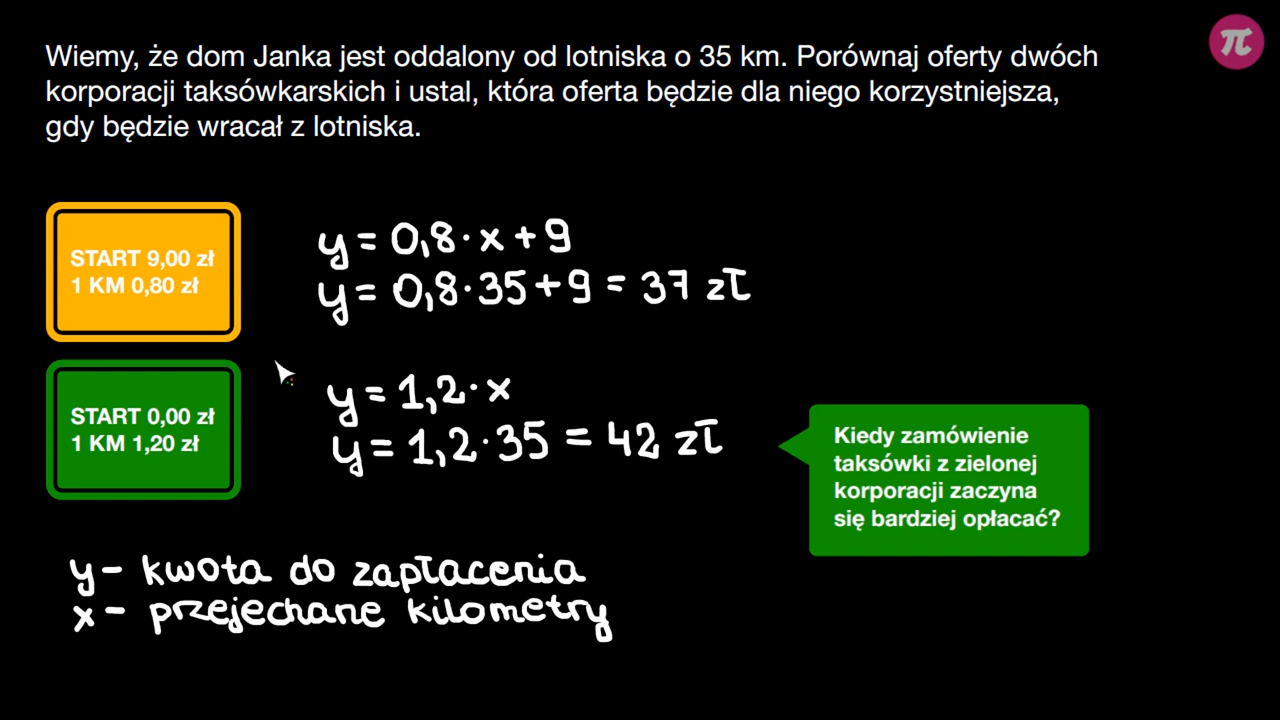 π
Wiemy, że dom Janka jest oddalony od lotniska o 35 km. Porównaj oferty dwóch
korporacji taksówkarskich i ustal, która oferta będzie dla niego korzystniejsza,
gdy będzie wracał z lotniska.
START 9,00 zł
1 KM 0,80 zł
y = 0,8·x+9
y = 0,8·35+9 = 37 zł
START 0,00 zł
1 KM 1,20 zł
y = 1,2·x
y = 1,2·35 = 42 zł
Kiedy zamówienie
taksówki z zielonej
korporacji zaczyna
się bardziej opłacać?
y – kwota do zapłacenia
x – przejechane kilometry